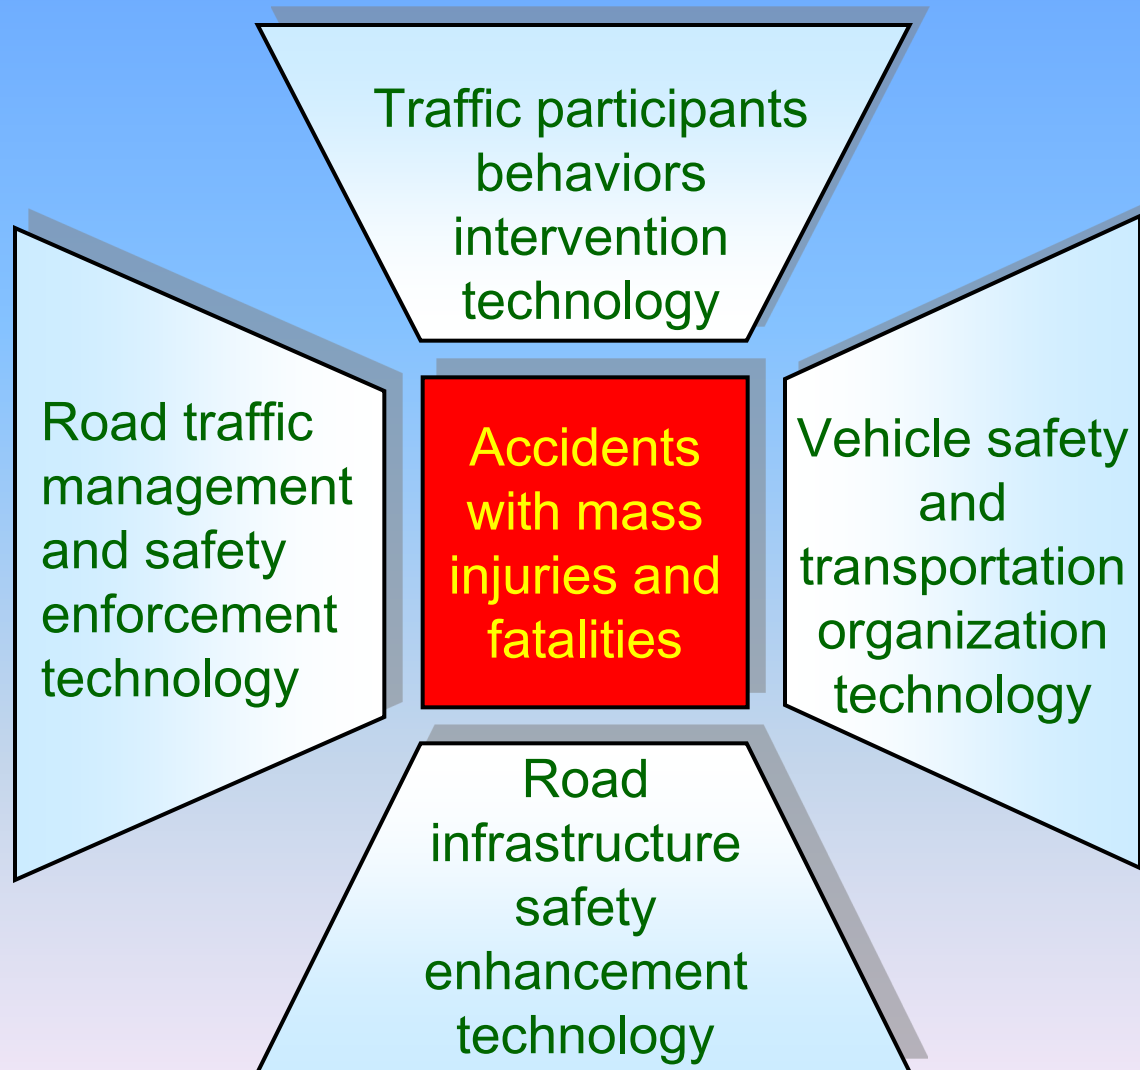 Traffic participants
behaviors
intervention
technology
Road traffic
management
and safety
enforcement
technology
Accidents
with mass
injuries and
fatalities
Vehicle safety
and
transportation
organization
technology
Road
infrastructure
safety
enhancement
technology